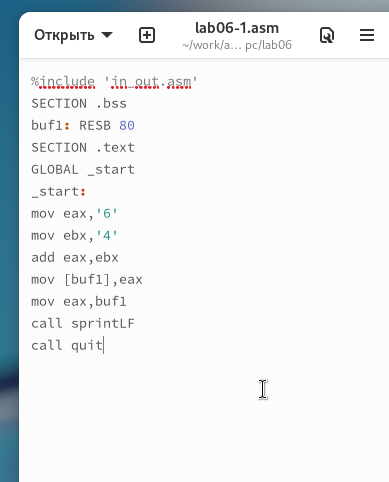 Открыть
lab06-1.asm
~/work/a... pc/lab06
%include 'in_out.asm'
SECTION .bss
buf1: RESB 80
SECTION .text
GLOBAL _start
_start:
mov eax,'6'
mov ebx,'4'
add eax,ebx
mov [buf1],eax
mov eax,buf1
call sprintLF
call quit